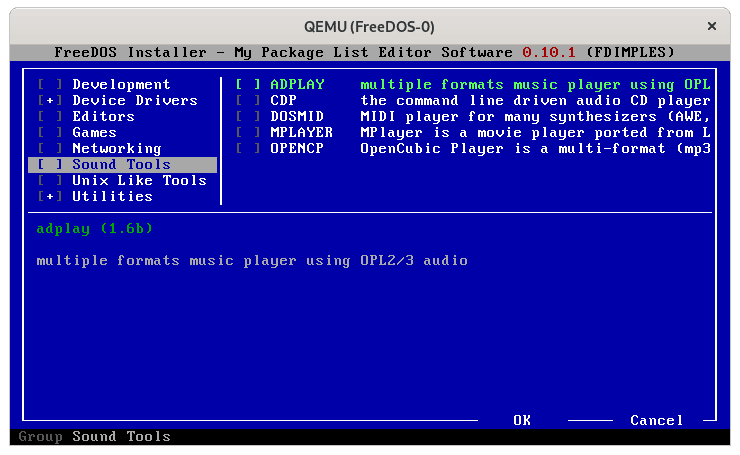 QEMU (FreeDOS-0) ×
FreeDOS Installer - My Package List Editor Software 0.10.1 (FDIMPLES)
[ ] Development
[+] Device Drivers
[ ] Editors
[ ] Games
[ ] Networking
[ ] Sound Tools
[ ] Unix Like Tools
[+] Utilities
[ ] ADPLAY multiple formats music player using OPL
[ ] CDP the command line driven audio CD player
[ ] DOSMID MIDI player for many synthesizers (AWE,
[ ] MPLAYER MPlayer is a movie player ported from L
[ ] OPENCP OpenCubic Player is a multi-format (mp3
adplay (1.6b)
multiple formats music player using OPL2/3 audio
OK Cancel
Group Sound Tools